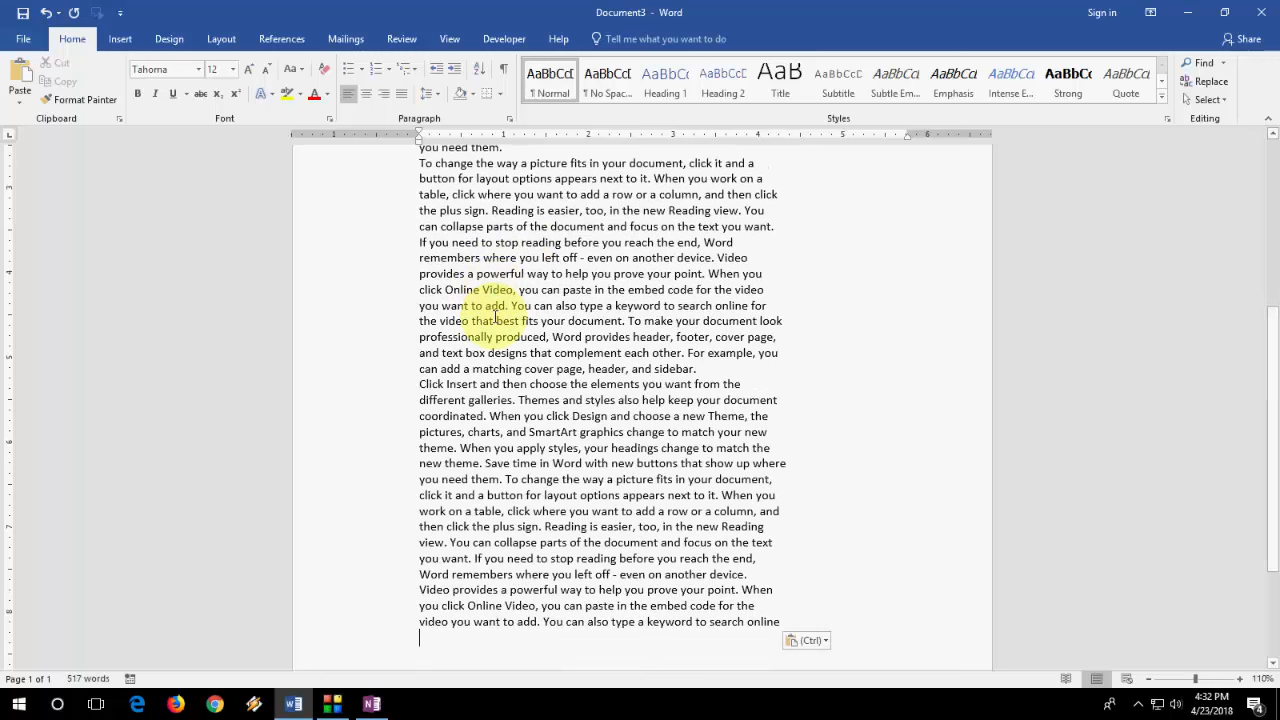 Document3 - Word
Sign in
File Home Insert Design Layout References Mailings Review View Developer Help Tell me what you want to do Share
Paste
Cut
Copy
Format Painter
Clipboard
Tahoma 12
Font
Paragraph
AaBbCcI AaBbCcI AaBbCc AaBbCcI AaB AaBbCcI AaBbCcI AaBbCcI AaBbCcI AaBbCcI AaBbCcI
¶ Normal ¶ No Spac... Heading 1 Heading 2 Title Subtitle Subtle Em... Emphasis Intense E... Strong Quote
Styles
Find
Replace
Select
Editing
1 1 2 3 4 5 6
you need them.
To change the way a picture fits in your document, click it and a
button for layout options appears next to it. When you work on a
table, click where you want to add a row or a column, and then click
the plus sign. Reading is easier, too, in the new Reading view. You
can collapse parts of the document and focus on the text you want.
If you need to stop reading before you reach the end, Word
remembers where you left off - even on another device. Video
provides a powerful way to help you prove your point. When you
click Online Video, you can paste in the embed code for the video
you want to add. You can also type a keyword to search online for
the video that best fits your document. To make your document look
professionally produced, Word provides header, footer, cover page,
and text box designs that complement each other. For example, you
can add a matching cover page, header, and sidebar.
Click Insert and then choose the elements you want from the
different galleries. Themes and styles also help keep your document
coordinated. When you click Design and choose a new Theme, the
pictures, charts, and SmartArt graphics change to match your new
theme. When you apply styles, your headings change to match the
new theme. Save time in Word with new buttons that show up where
you need them. To change the way a picture fits in your document,
click it and a button for layout options appears next to it. When you
work on a table, click where you want to add a row or a column, and
then click the plus sign. Reading is easier, too, in the new Reading
view. You can collapse parts of the document and focus on the text
you want. If you need to stop reading before you reach the end,
Word remembers where you left off - even on another device.
Video provides a powerful way to help you prove your point. When
you click Online Video, you can paste in the embed code for the
video you want to add. You can also type a keyword to search online
(Ctrl)
3
4
5
6
7
8
Page 1 of 1 517 words 110%
4:32 PM
4/23/2018
4